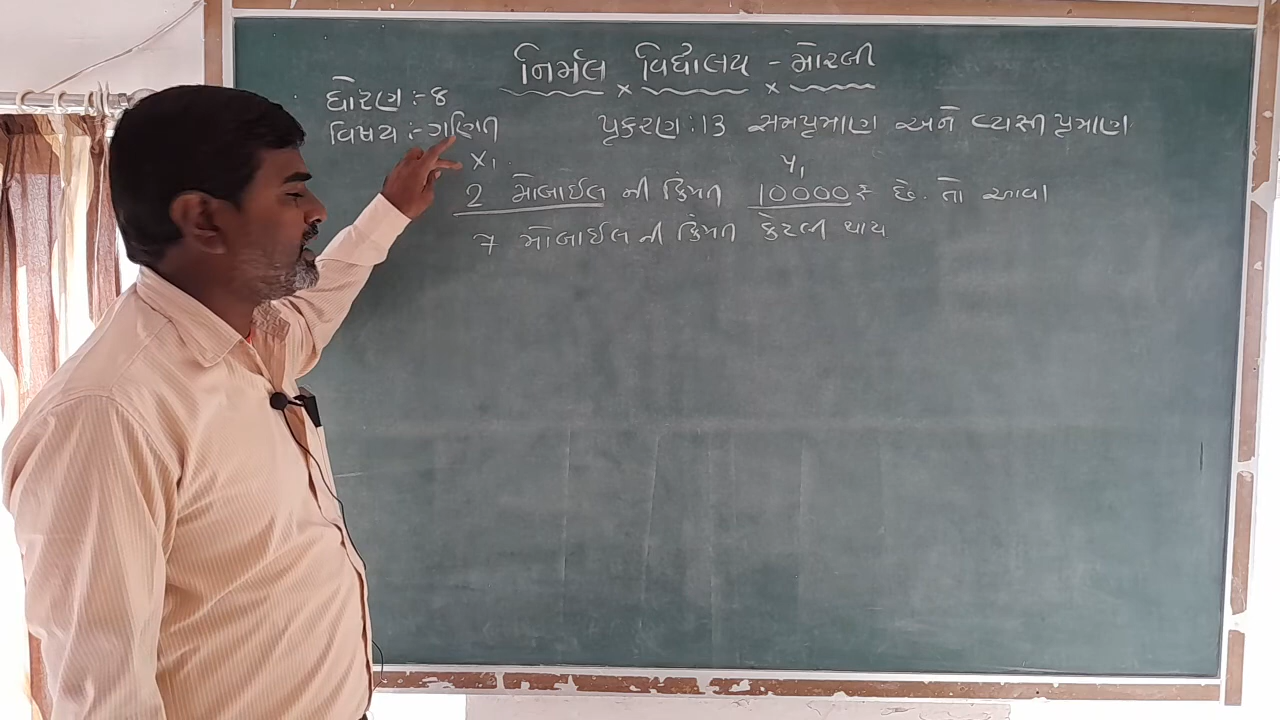 નિર્મલ વિદ્યાલય - મોરબી
ધોરણ :- ૪
વિષય :- ગણિત
પ્રકરણ : 13 સમપ્રમાણ અને વ્યસ્ત પ્રમાણ
x₁ y₁
2 મોબાઈલ ની કિંમત 10000 ₹ છે. તો આવા
7 મોબાઈલ ની કિંમત કેટલી થાય